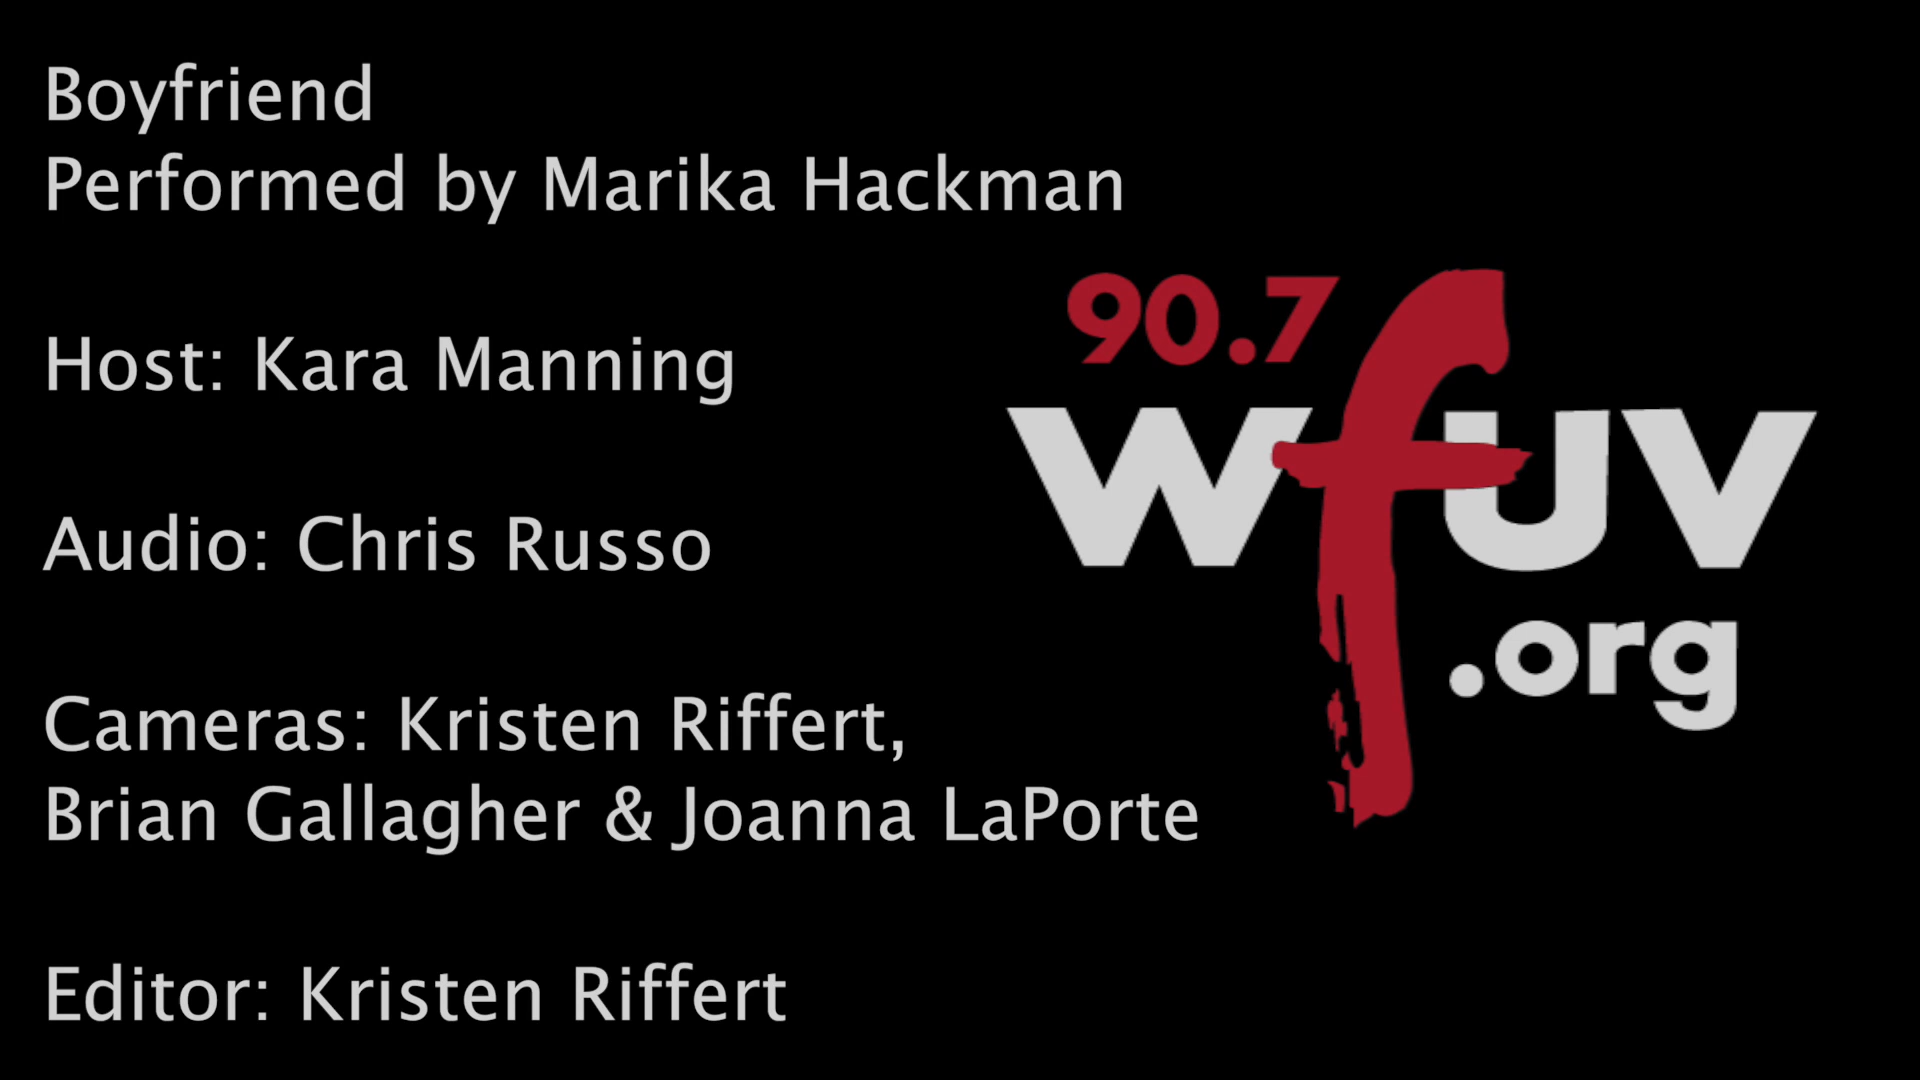 Boyfriend
Performed by Marika Hackman
Host: Kara Manning
Audio: Chris Russo
Cameras: Kristen Riffert,
Brian Gallagher & Joanna LaPorte
Editor: Kristen Riffert
90.7
wfuv
.org